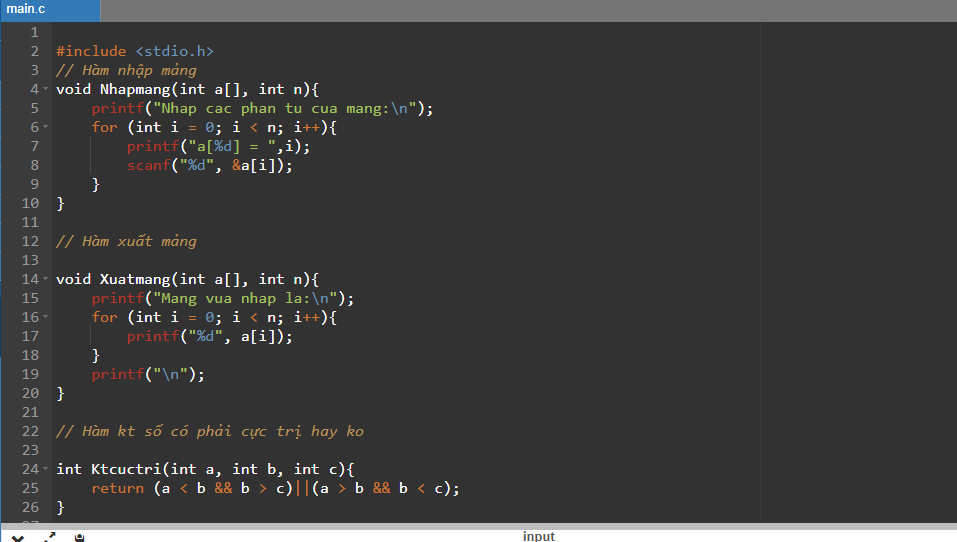 main.c
1
2 #include <stdio.h>
3 // Hàm nhập mảng
4 void Nhapmang(int a[], int n){
5     printf("Nhap cac phan tu cua mang:\n");
6     for (int i = 0; i < n; i++){
7         printf("a[%d] = ",i);
8         scanf("%d", &a[i]);
9     }
10 }
11
12 // Hàm xuất mảng
13
14 void Xuatmang(int a[], int n){
15     printf("Mang vua nhap la:\n");
16     for (int i = 0; i < n; i++){
17         printf("%d", a[i]);
18     }
19     printf("\n");
20 }
21
22 // Hàm kt số có phải cực trị hay ko
23
24 int Ktcuctri(int a, int b, int c){
25     return (a < b && b > c)||(a > b && b < c);
26 }
input